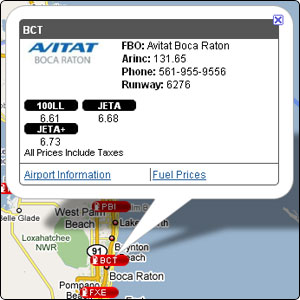 BCT
AVITAT
BOCA RATON
FBO: Avitat Boca Raton
Arinc: 131.65
Phone: 561-955-9556
Runway: 6276
100LL JETA
6.61 6.68
JETA+
6.73
All Prices Include Taxes
Airport Information Fuel Prices
PBI
Belle Glade
West Palm
Beach
Lake
Worth
Loxahatchee
NWR
91
Boynton
Beach
BCT
Boca Raton
Pompano
Beach
FXE